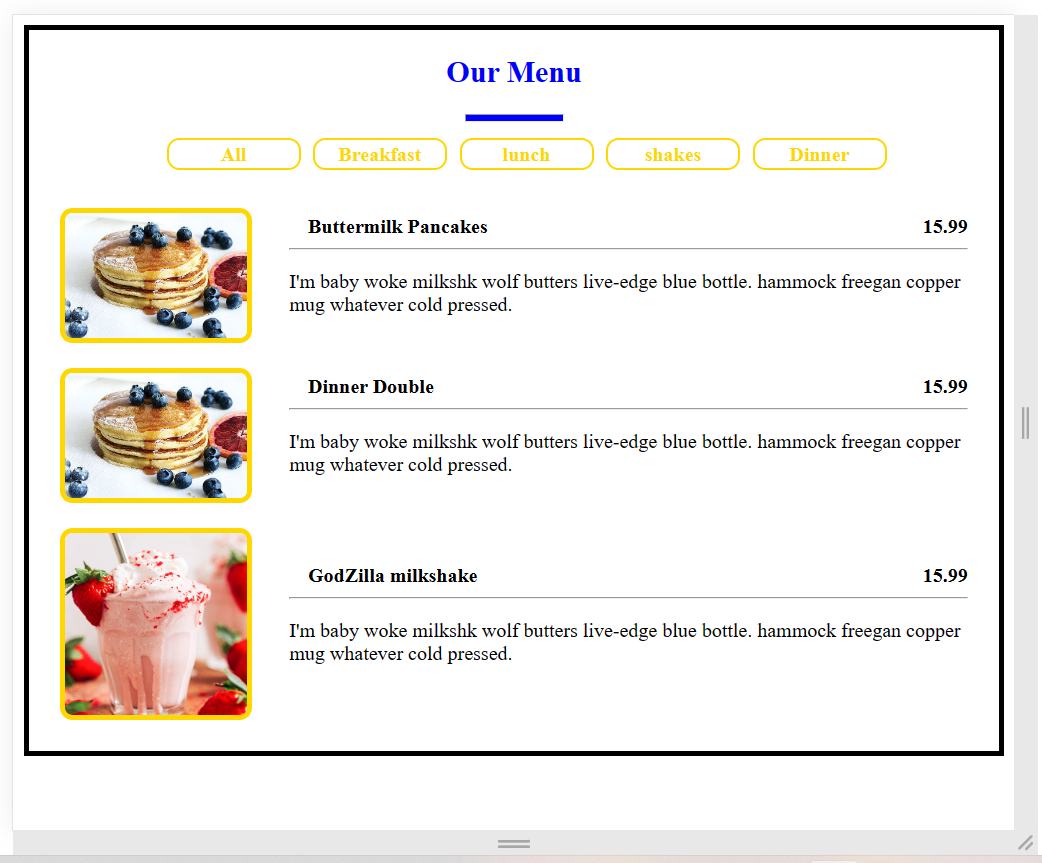 Our Menu
All Breakfast lunch shakes Dinner
Buttermilk Pancakes 15.99
I'm baby woke milkshk wolf butters live-edge blue bottle. hammock freegan copper
mug whatever cold pressed.
Dinner Double 15.99
I'm baby woke milkshk wolf butters live-edge blue bottle. hammock freegan copper
mug whatever cold pressed.
GodZilla milkshake 15.99
I'm baby woke milkshk wolf butters live-edge blue bottle. hammock freegan copper
mug whatever cold pressed.